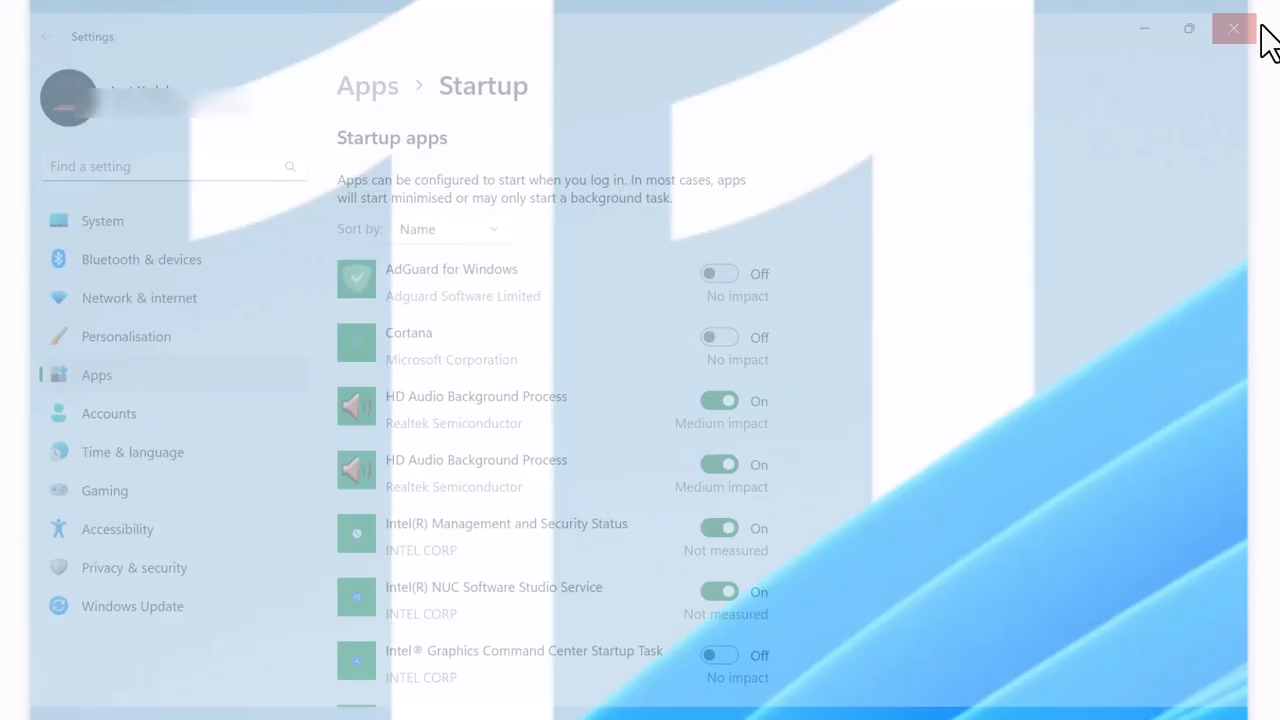 Settings
Apps > Startup
Startup apps
Find a setting
Apps can be configured to start when you log in. In most cases, apps
will start minimised or may only start a background task.
Sort by: Name
System
Bluetooth & devices
Network & internet
Personalisation
Apps
Accounts
Time & language
Gaming
Accessibility
Privacy & security
Windows Update
AdGuard for Windows
Off
Adguard Software Limited
No impact
Cortana
Off
Microsoft Corporation
No impact
HD Audio Background Process
On
Realtek Semiconductor
Medium impact
HD Audio Background Process
On
Realtek Semiconductor
Medium impact
Intel(R) Management and Security Status
On
INTEL CORP
Not measured
Intel(R) NUC Software Studio Service
On
INTEL CORP
Not measured
Intel® Graphics Command Center Startup Task
Off
INTEL CORP
No impact
11